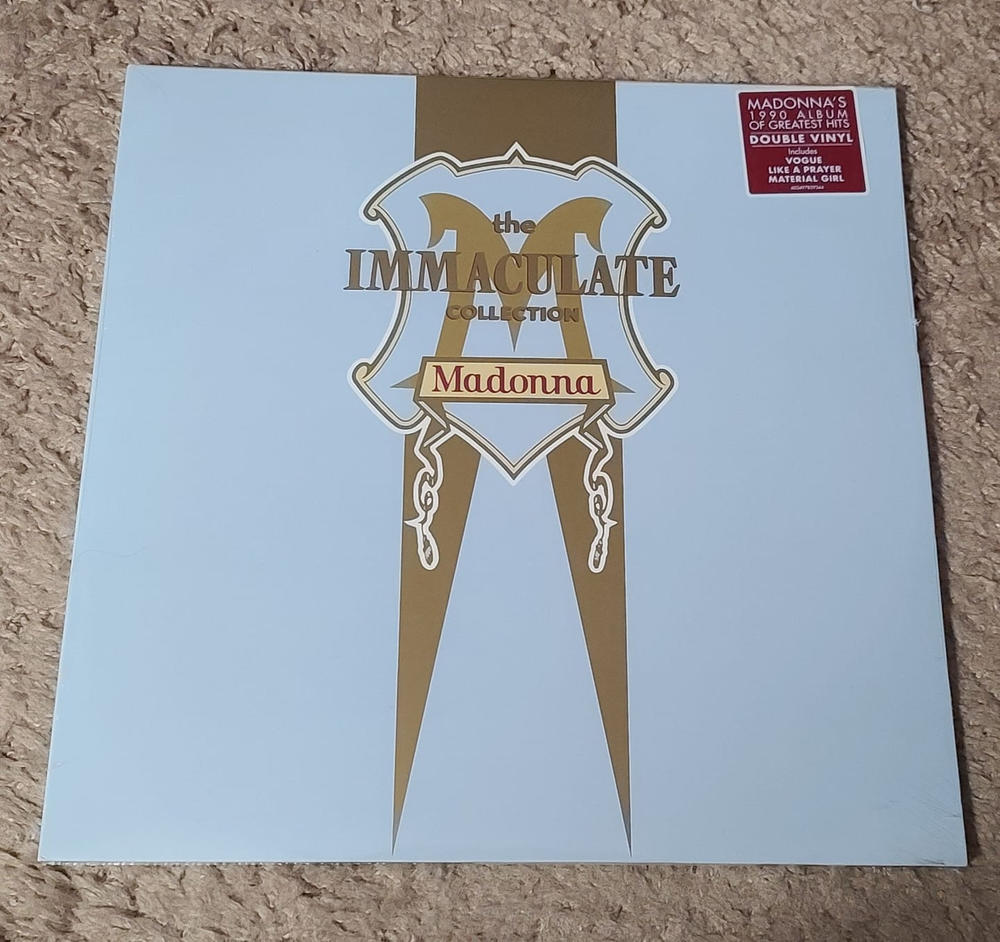 MADONNA'S
1990 ALBUM
OF GREATEST HITS
DOUBLE VINYL
Includes
VOGUE
LIKE A PRAYER
MATERIAL GIRL
the
IMMACULATE
COLLECTION
Madonna